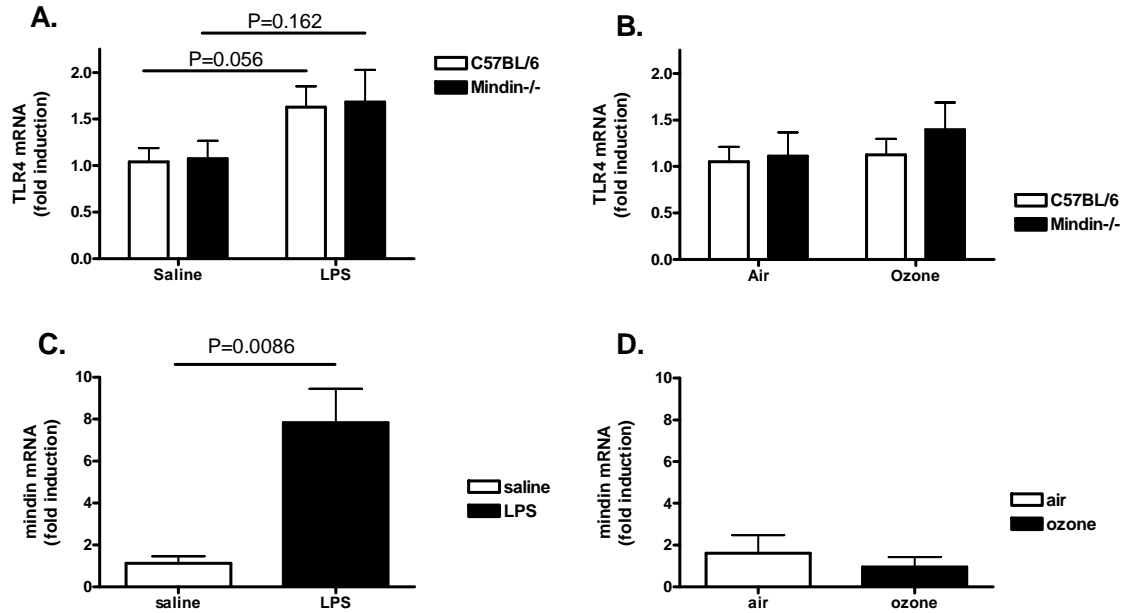 A.
P=0.162
P=0.056
C57BL/6
Mindin-/-
TLR4 mRNA
(fold induction)
2.0
1.5
1.0
0.5
0.0
Saline LPS
B.
TLR4 mRNA
(fold induction)
2.0
1.5
1.0
0.5
0.0
Air Ozone
C57BL/6
Mindin-/-
C.
P=0.0086
mindin mRNA
(fold induction)
10
8
6
4
2
0
saline LPS
saline
LPS
D.
mindin mRNA
(fold induction)
10
8
6
4
2
0
air ozone
air
ozone